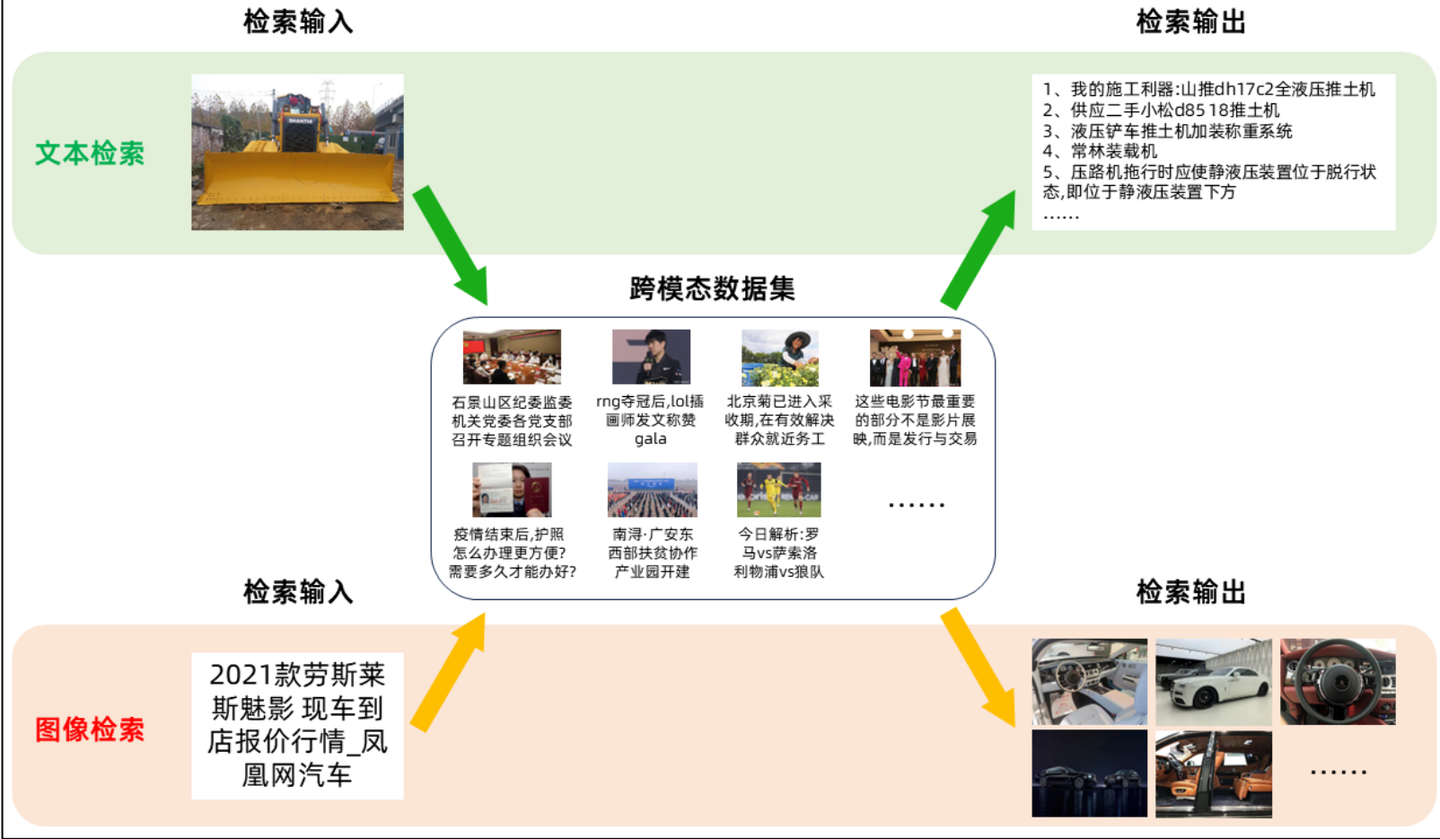 检索输入
检索输出
文本检索
SHANTUI
1、我的施工利器:山推dh17c2全液压推土机
2、供应二手小松d8518推土机
3、液压铲车推土机加装称重系统
4、常林装载机
5、压路机拖行时应使静液压装置位于脱行状
态,即位于静液压装置下方
……
跨模态数据集
石景山区纪委监委
机关党委各党支部
召开专题组织会议
rng夺冠后,lol插
画师发文称赞
gala
北京菊已进入采
收期,在有效解决
群众就近务工
这些电影节最重要
的部分不是影片展
映,而是发行与交易
疫情结束后,护照
怎么办理更方便?
需要多久才能办好?
南浔·广安东
西部扶贫协作
产业园开建
今日解析:罗
马vs萨索洛
利物浦vs狼队
……
检索输入
检索输出
图像检索
2021款劳斯莱
斯魅影 现车到
店报价行情_凤
凰网汽车
……